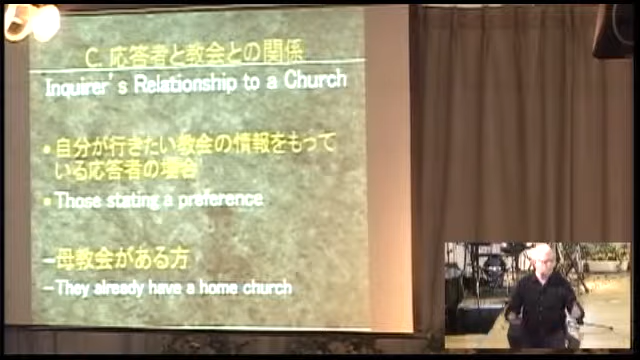 C. 応答者と教会との関係
Inquirer's Relationship to a Church
• 自分が行きたい教会の情報をもって
いる応答者の場合
• Those stating a preference
–母教会がある方
–They already have a home church